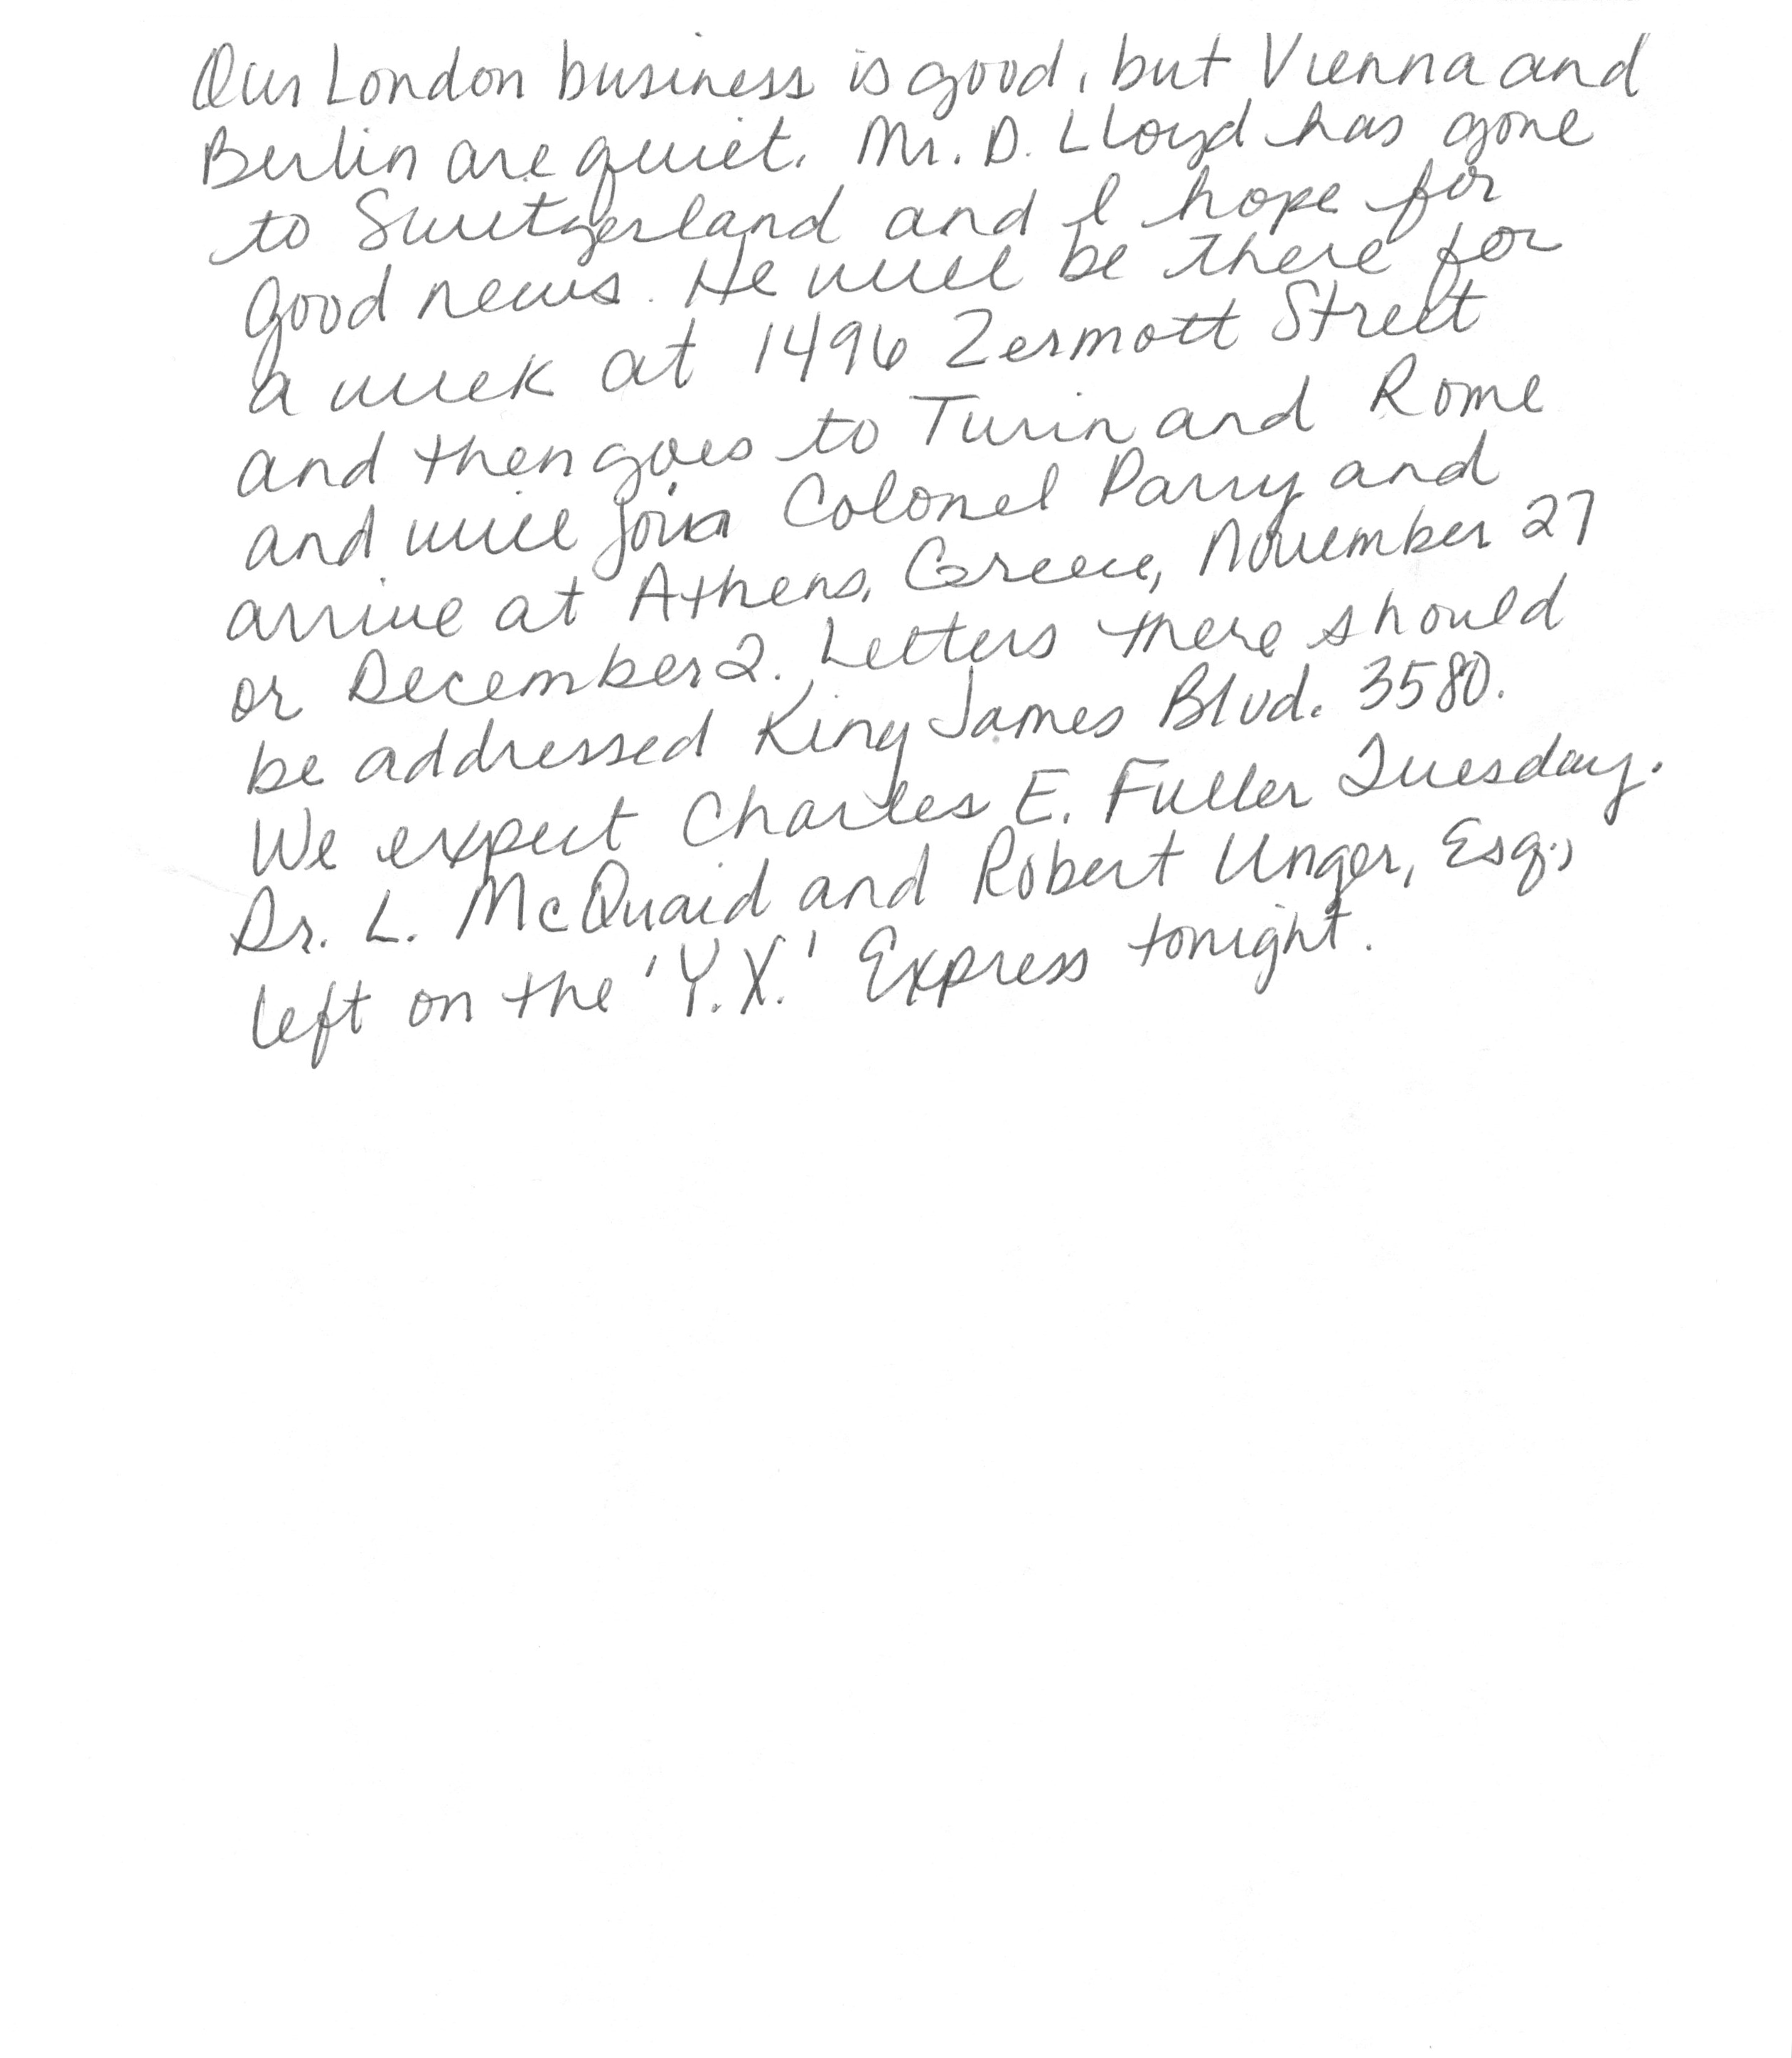 Our London business is good, but Vienna and
Berlin are quiet. Mr. D. Lloyd has gone
to Switzerland and I hope for
good news. He will be there for
a week at 1496 Zermott Street
and then goes to Turin and Rome
and will join Colonel Parry and
arrive at Athens, Greece, November 27
or December 2. Letters there should
be addressed King James Blvd. 3580.
We expect Charles E. Fuller Tuesday.
Dr. L. McQuaid and Robert Unger, Esq.,
left on the 'Y.X.' Express tonight.